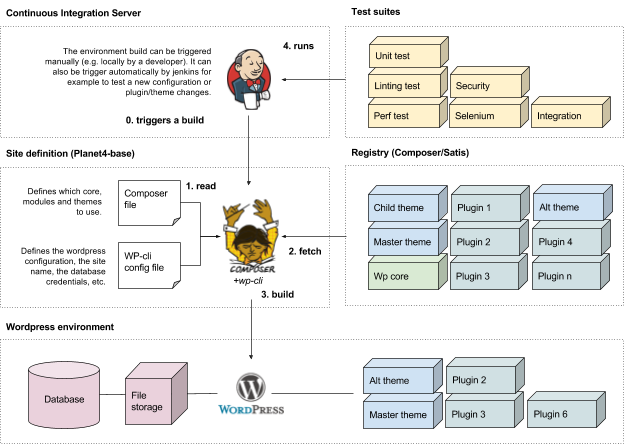 Continuous Integration Server
The environment build can be triggered
manually (e.g. locally by a developer). It can
also be trigger automatically by jenkins for
example to test a new configuration or
plugin/theme changes.
4. runs
0. triggers a build
Test suites
Unit test
Linting test
Security
Perf test
Selenium
Integration
Site definition (Planet4-base)
Defines which core,
modules and themes
to use.
Composer
file
1. read
Defines the wordpress
configuration, the site
name, the database
credentials, etc.
WP-cli
config file
COMPOSER
+wp-cli
2. fetch
3. build
Registry (Composer/Satis)
Child theme
Plugin 1
Alt theme
Master theme
Plugin 2
Plugin 4
Wp core
Plugin 3
Plugin n
Wordpress environment
Database
File
storage
WORDPRESS
Alt theme
Plugin 2
Master theme
Plugin 3
Plugin 6